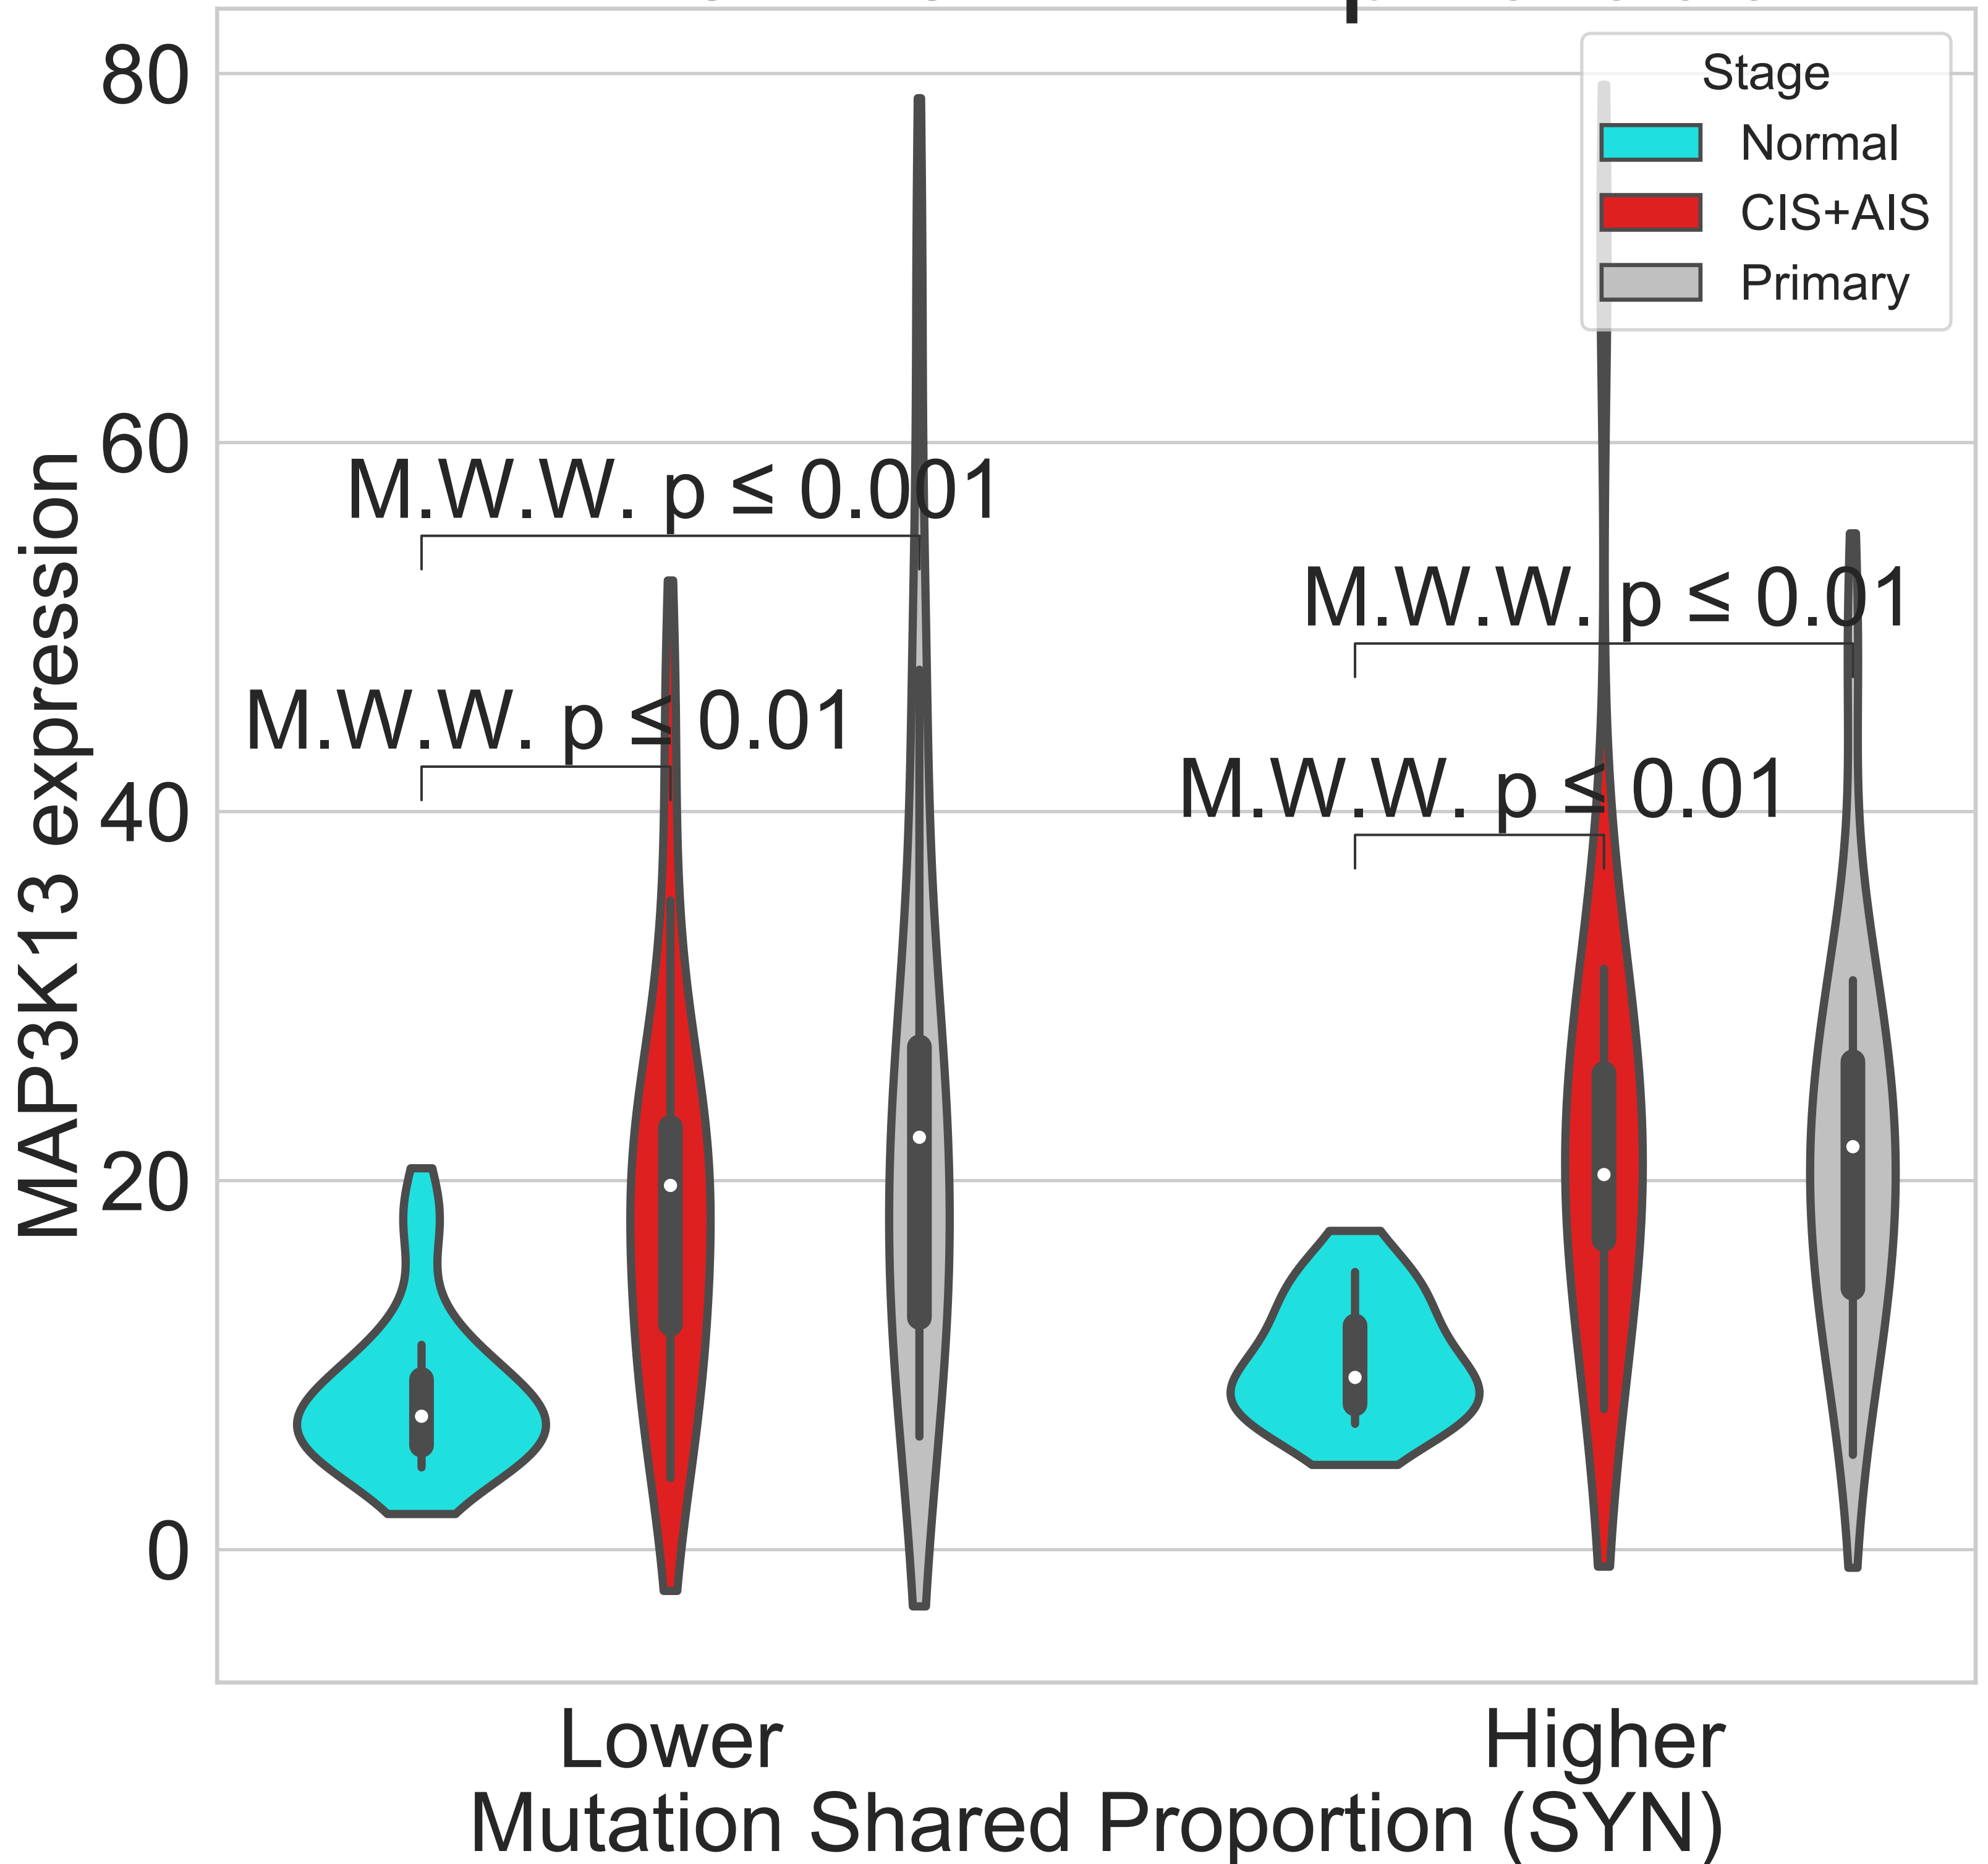 MAP3K13 expression
80
60
40
20
0
Stage
Normal
CIS+AIS
Primary
M.W.W. p ≤ 0.001
M.W.W. p ≤ 0.01
M.W.W. p ≤ 0.01
M.W.W. p ≤ 0.01
Lower
Higher
Mutation Shared Proportion (SYN)